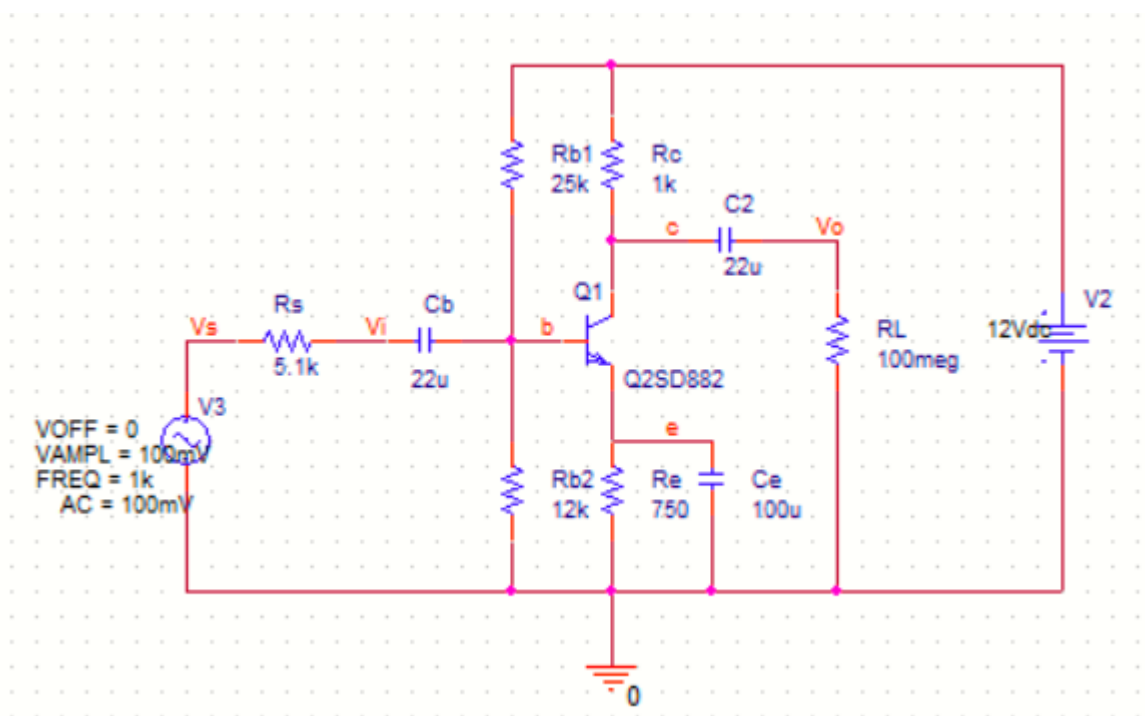 Rb1
25k
Rc
1k
C2
22u
c
Vo
Q1
V2
12Vdc
Rs
5.1k
Vs
Vi
Cb
22u
b
RL
100meg
Q2SD882
V3
VOFF = 0
VAMPL = 100mV
FREQ = 1k
AC = 100mV
e
Rb2
12k
Re
750
Ce
100u
0